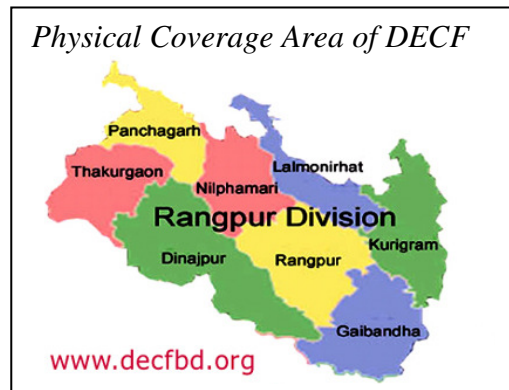 Physical Coverage Area of DECF
Panchagarh
Thakurgaon
Nilphamari
Lalmonirhat
Rangpur Division
Dinajpur
Rangpur
Kurigram
Gaibandha
www.decfbd.org